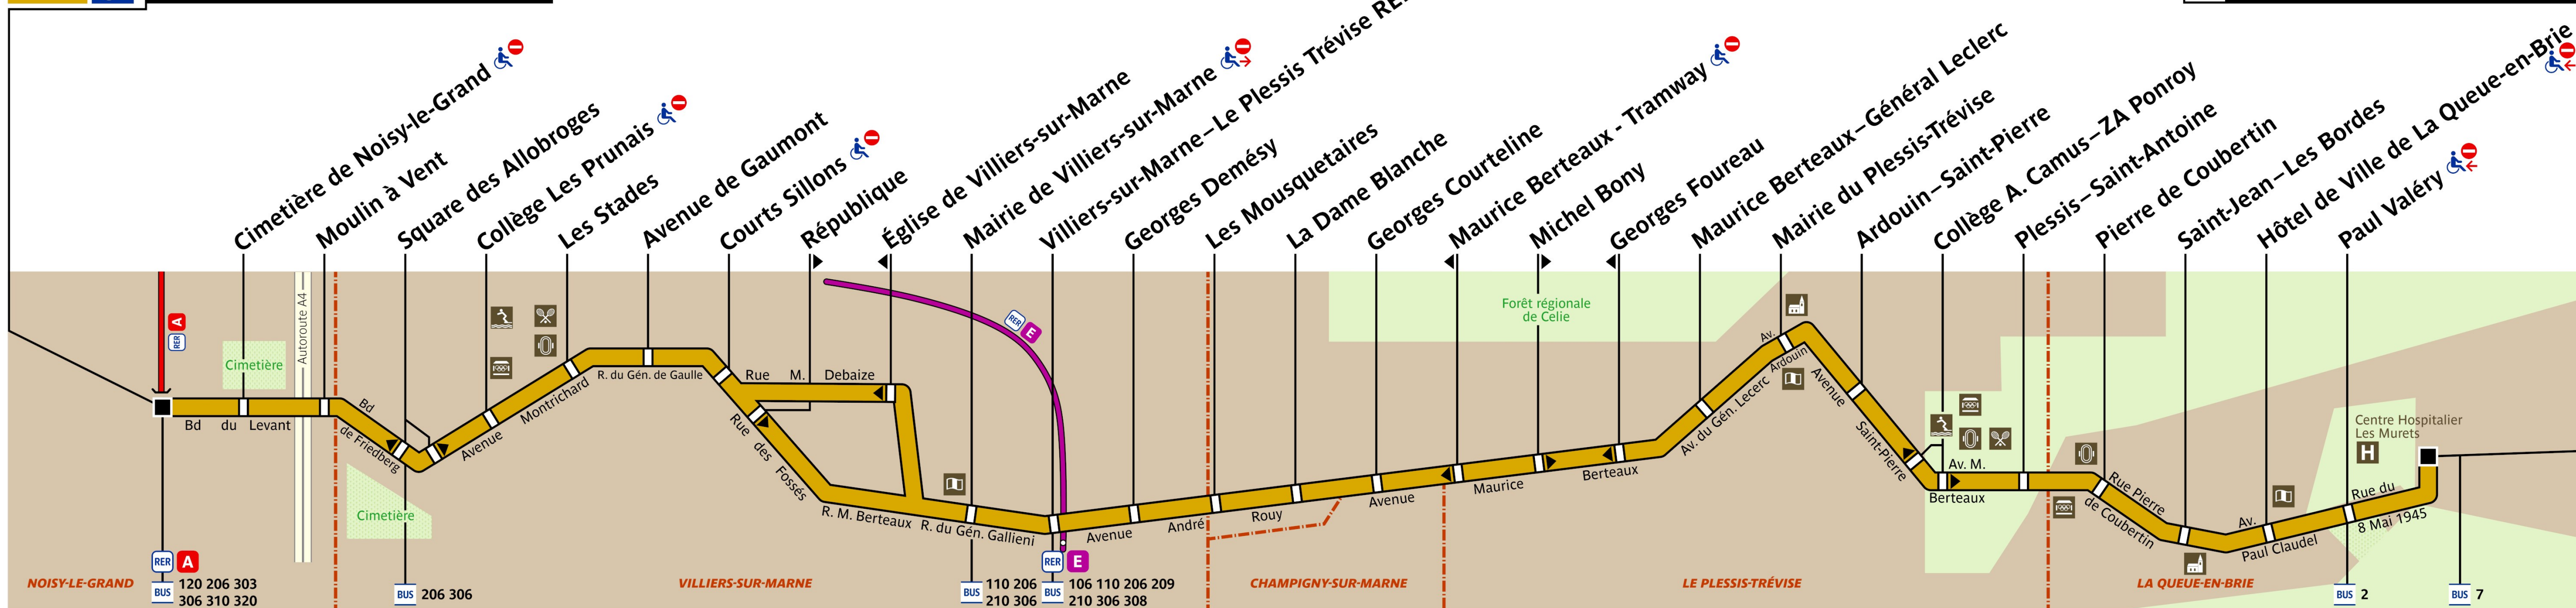 Cimetière de Noisy-le-Grand
Moulin à Vent
Square des Allobroges
Collège Les Prunais
Les Stades
Avenue de Gaumont
Courts Sillons
République
Église de Villiers-sur-Marne
Mairie de Villiers-sur-Marne
Villiers-sur-Marne–Le Plessis Trévise
Georges Demésy
Les Mousquetaires
La Dame Blanche
Georges Courteline
Maurice Berteaux - Tramway
Michel Bony
Georges Foureau
Maurice Berteaux–Général Leclerc
Mairie du Plessis-Trévise
Ardouin–Saint-Pierre
Collège A. Camus–ZA Ponroy
Plessis–Saint-Antoine
Pierre de Coubertin
Saint-Jean–Les Bordes
Hôtel de Ville de La Queue-en-Brie
Paul Valéry
A
RER
Cimetière
Autoroute A4
RER E
Forêt régionale
de Celie
Centre Hospitalier
Les Murets
H
Cimetière
Bd du Levant
Bd
de Friedberg
Avenue Montrichard
R. du Gén. de Gaulle
Rue M. Debaize
Rue des Fossés
R. M. Berteaux
R. du Gén. Gallieni
Avenue André Rouy
Avenue Maurice Berteaux
Av. du Gén. Lecerc
Av.
Ardouin
Avenue
Saint-Pierre
Av. M.
Berteaux
Rue Pierre
de Coubertin
Av.
Paul Claudel
Rue du
8 Mai 1945
NOISY-LE-GRAND
VILLIERS-SUR-MARNE
CHAMPIGNY-SUR-MARNE
LE PLESSIS-TRÉVISE
LA QUEUE-EN-BRIE
RER A
BUS 120 206 303
306 310 320
BUS 206 306
BUS 110 206
210 306
RER E
BUS 106 110 206 209
210 306 308
BUS 2
BUS 7